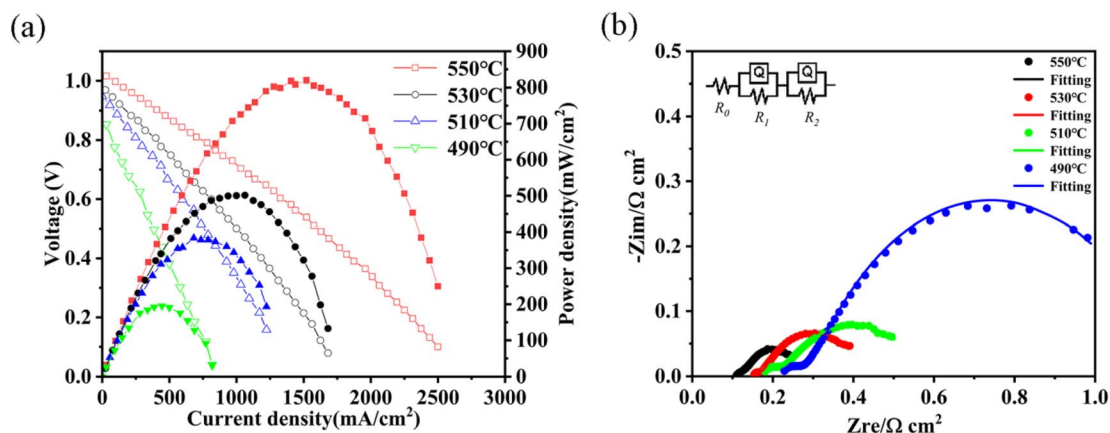 (a)
Voltage (V)
1.0
0.8
0.6
0.4
0.2
0.0
0 500 1000 1500 2000 2500 3000
Current density(mA/cm²)
900
800
700
600
500
400
300
200
100
0
Power density(mW/cm²)
550°C
530°C
510°C
490°C
(b)
-Zim/Ω cm²
0.5
0.4
0.3
0.2
0.1
0.0
0.0 0.2 0.4 0.6 0.8 1.0
Zre/Ω cm²
Q Q
R₀ R₁ R₂
550°C
Fitting
530°C
Fitting
510°C
Fitting
490°C
Fitting